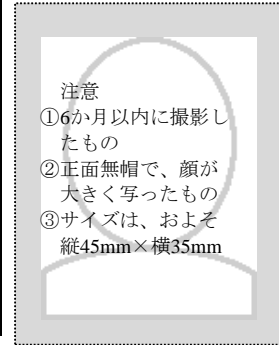 注意
①6か月以内に撮影し
たもの
②正面無帽で、顔が
大きく写ったもの
③サイズは、およそ
縦45mm×横35mm